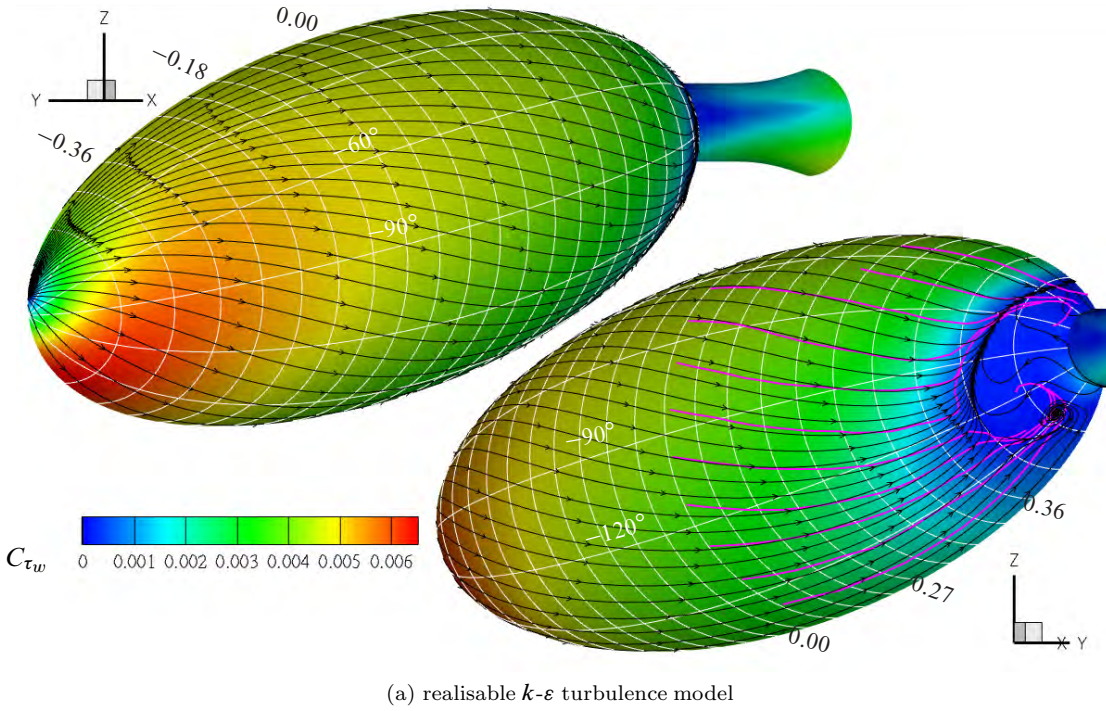 0.00
Z
−0.18
Y X
−0.36
−60°
−90°
−90°
−120°
0.36
0.27
0.00
Z
X Y
C_{τ_w}
0 0.001 0.002 0.003 0.004 0.005 0.006
(a) realisable k-ε turbulence model